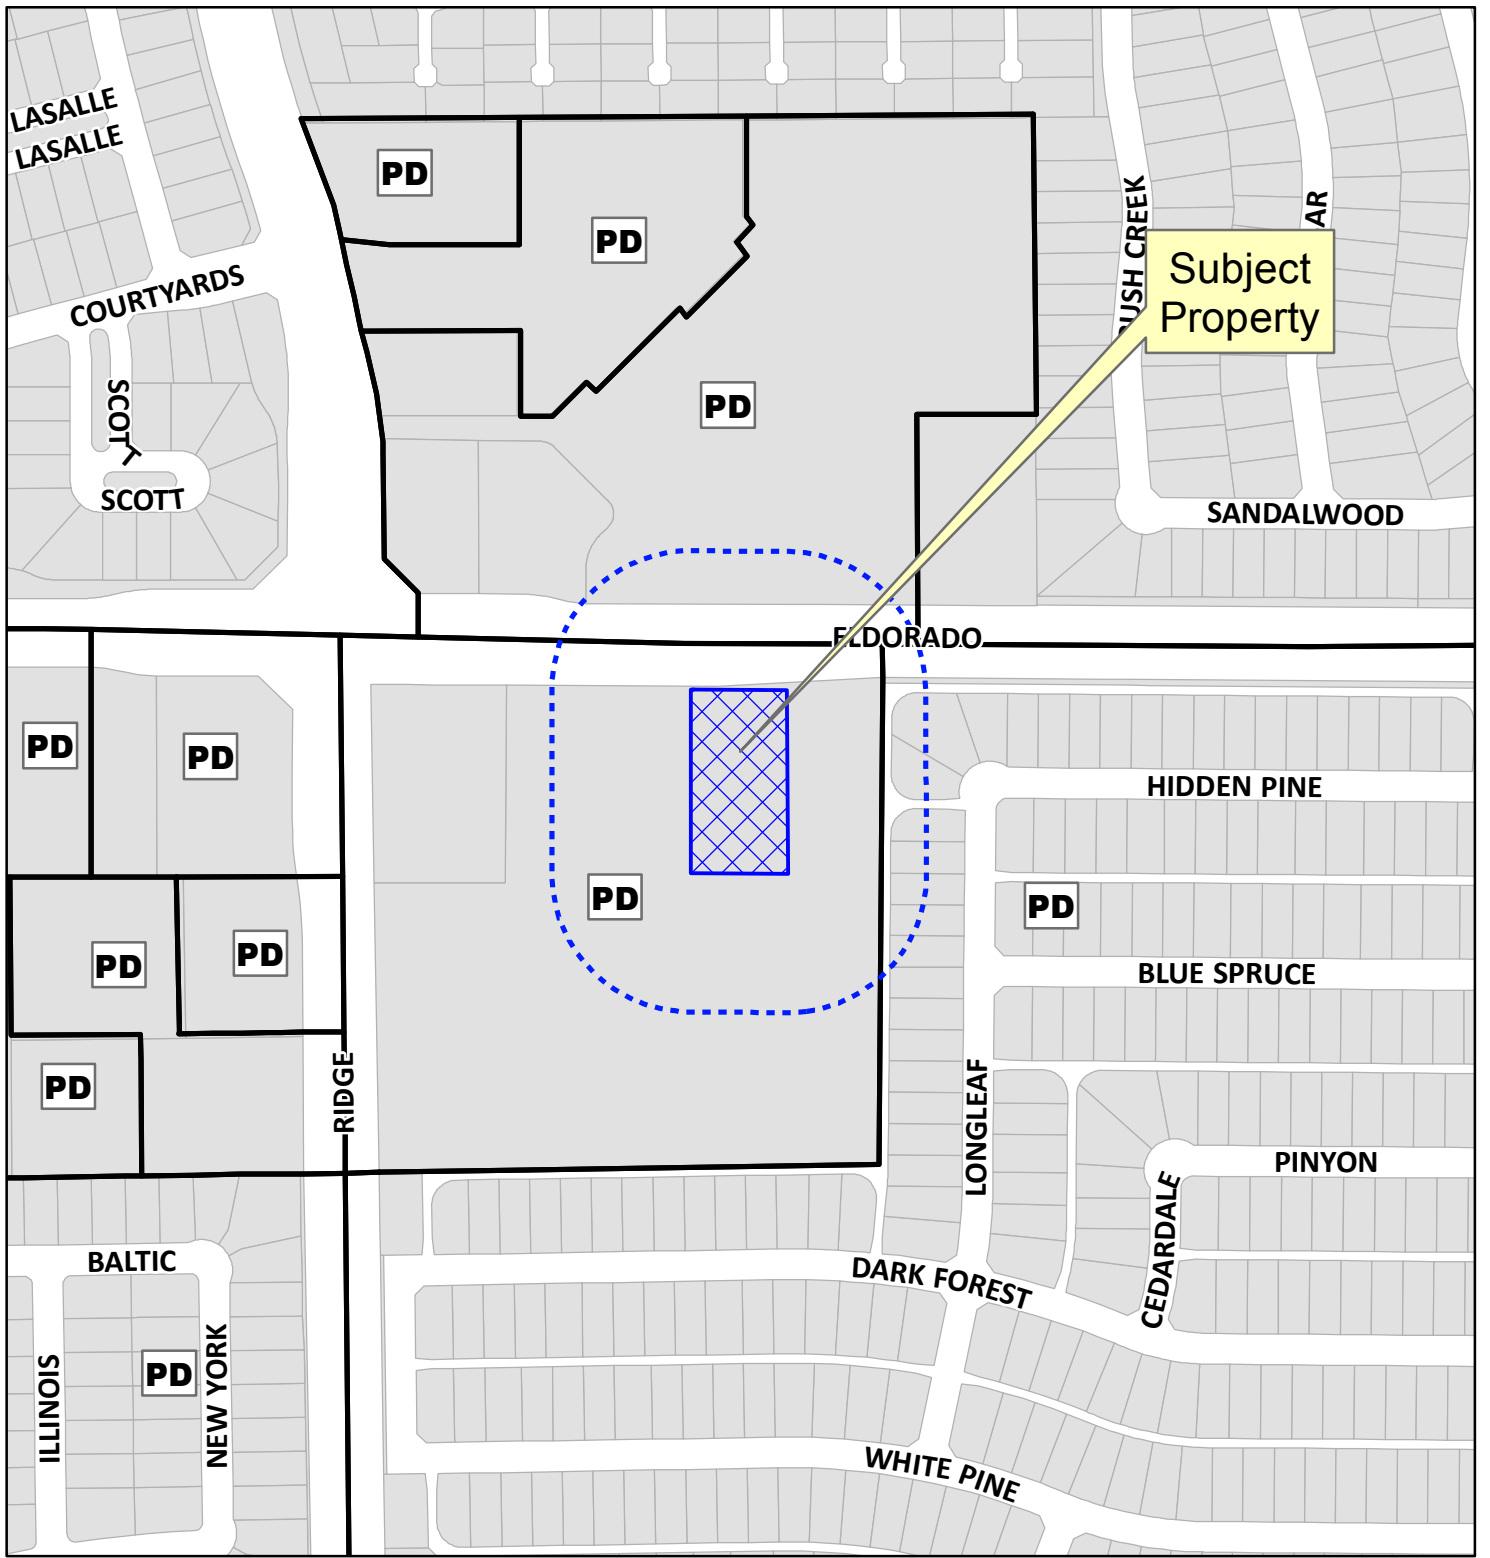 LASALLE
LASALLE
PD
PD
COURTYARDS
SCOTT
SCOTT
PD
USH CREEK
AR
Subject
Property
SANDALWOOD
ELDORADO
PD
PD
PD
HIDDEN PINE
PD
PD
PD
BLUE SPRUCE
PD
RIDGE
LONGLEAF
PINYON
CEDARDALE
BALTIC
DARK FOREST
ILLINOIS
PD
NEW YORK
WHITE PINE